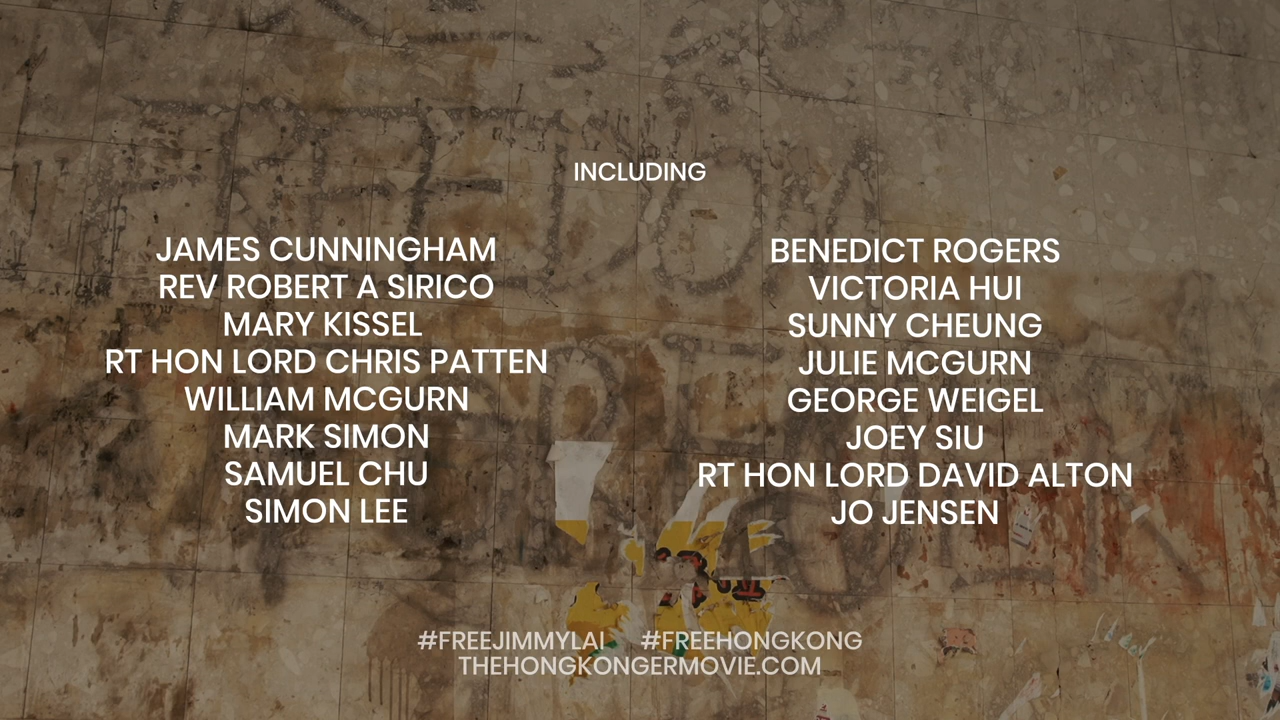 INCLUDING
JAMES CUNNINGHAM
REV ROBERT A SIRICO
MARY KISSEL
RT HON LORD CHRIS PATTEN
WILLIAM MCGURN
MARK SIMON
SAMUEL CHU
SIMON LEE
BENEDICT ROGERS
VICTORIA HUI
SUNNY CHEUNG
JULIE MCGURN
GEORGE WEIGEL
JOEY SIU
RT HON LORD DAVID ALTON
JO JENSEN
#FREEJIMMYLAI #FREEHONGKONG
THEHONGKONGERMOVIE.COM
FREEDOM